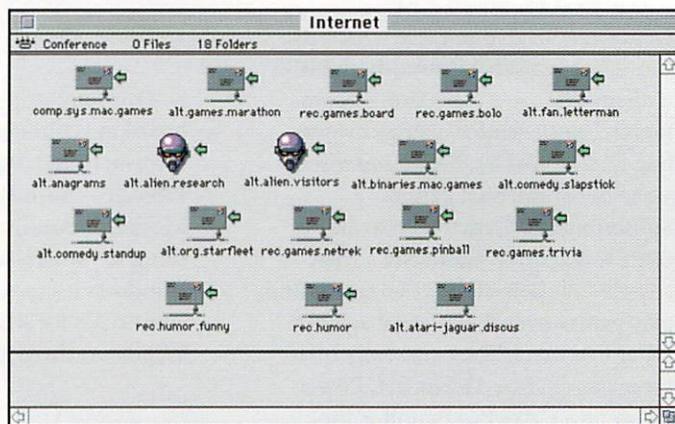 Internet
Conference 0 Files 18 Folders
comp.sys.mac.games alt.games.marathon rec.games.board rec.games.bolo alt.fan.letterman
alt.anagrams alt.alien.research alt.alien.visitors alt.binaries.mac.games alt.comedy.slapstick
alt.comedy.standup alt.org.starfleet rec.games.netrek rec.games.pinball rec.games.trivia
rec.humor.funny rec.humor alt.atari-jaguar.discus